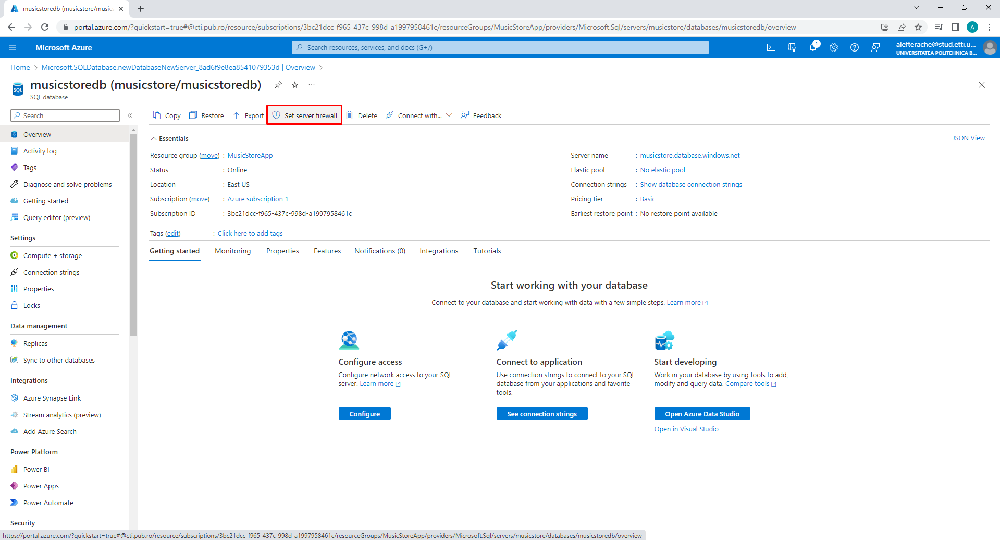 musicstoredb (musicstore/musics
portal.azure.com/?quickstart=true#@cti.pub.ro/resource/subscriptions/3bc21dcc-f965-437c-998d-a1997958461c/resourceGroups/MusicStoreApp/providers/Microsoft.Sql/servers/musicstore/databases/musicstoredb/overview
A
Microsoft Azure
Search resources, services, and docs (G+/)
1
alefterache@stud.etti.u...
UNIVERSITATEA POLITEHNICA B...
Home > Microsoft.SQLDatabase.newDatabaseNewServer_8ad6f9e8ea8541079353d | Overview >
SQL
musicstoredb (musicstore/musicstoredb)
...
SQL database
Search
«
Copy
Restore
Export
Set server firewall
Delete
Connect with...
Feedback
Overview
Activity log
Tags
Diagnose and solve problems
Getting started
Query editor (preview)
Settings
Compute + storage
Connection strings
Properties
Locks
Data management
Replicas
Sync to other databases
Integrations
Azure Synapse Link
Stream analytics (preview)
Add Azure Search
Power Platform
Power BI
Power Apps
Power Automate
Security
Essentials
JSON View
Resource group (move) : MusicStoreApp
Status : Online
Location : East US
Subscription (move) : Azure subscription 1
Subscription ID : 3bc21dcc-f965-437c-998d-a1997958461c
Server name : musicstore.database.windows.net
Elastic pool : No elastic pool
Connection strings : Show database connection strings
Pricing tier : Basic
Earliest restore point : No restore point available
Tags (edit) : Click here to add tags
Getting started
Monitoring
Properties
Features
Notifications (0)
Integrations
Tutorials
Start working with your database
Connect to your database and start working with data with a few simple steps. Learn more
Configure access
Configure network access to your SQL
server. Learn more
Configure
Connect to application
Use connection strings to connect to your SQL
database from your applications and favorite
tools.
See connection strings
Start developing
Work in your database by using tools to add,
modify and query data. Compare tools
Open Azure Data Studio
Open in Visual Studio
https://portal.azure.com/?quickstart=true#@cti.pub.ro/resource/subscriptions/3bc21dcc-f965-437c-998d-a1997958461c/resourceGroups/MusicStoreApp/providers/Microsoft.Sql/servers/musicstore/databases/musicstoredb/overview